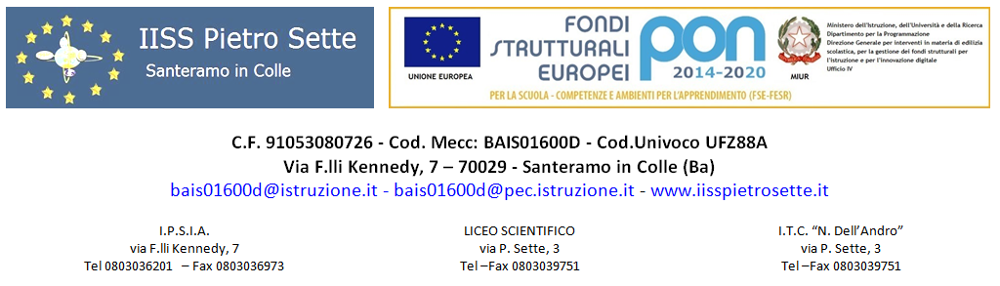 IISS Pietro Sette
Santeramo in Colle
UNIONE EUROPEA
FONDI
STRUTTURALI
EUROPEI
pon
2014-2020
MIUR
Ministero dell'Istruzione, dell'Università e della Ricerca
Dipartimento per la Programmazione
Direzione Generale per interventi in materia di edilizia
scolastica, per la gestione dei fondi strutturali per
l'istruzione e per l'innovazione digitale
Ufficio IV
PER LA SCUOLA - COMPETENZE E AMBIENTI PER L'APPRENDIMENTO (FSE-FESR)
C.F. 91053080726 - Cod. Mecc: BAIS01600D - Cod.Univoco UFZ88A
Via F.lli Kennedy, 7 – 70029 - Santeramo in Colle (Ba)
bais01600d@istruzione.it - bais01600d@pec.istruzione.it - www.iisspietrosette.it
I.P.S.I.A.
via F.lli Kennedy, 7
Tel 0803036201 – Fax 0803036973
LICEO SCIENTIFICO
via P. Sette, 3
Tel –Fax 0803039751
I.T.C. “N. Dell’Andro”
via P. Sette, 3
Tel –Fax 0803039751